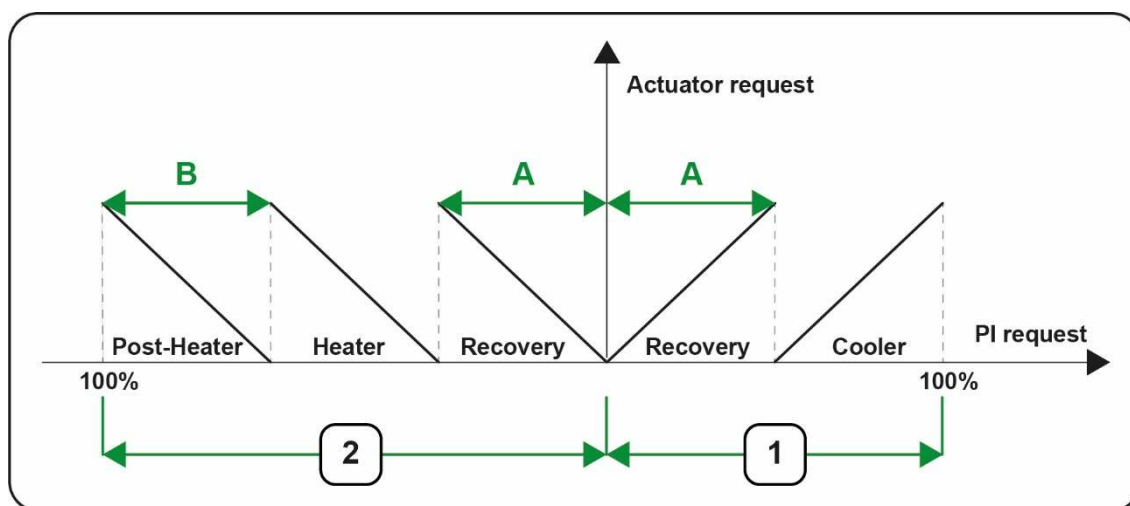 Actuator request
B
A
A
Post-Heater
Heater
Recovery
Recovery
Cooler
PI request
100%
100%
2
1